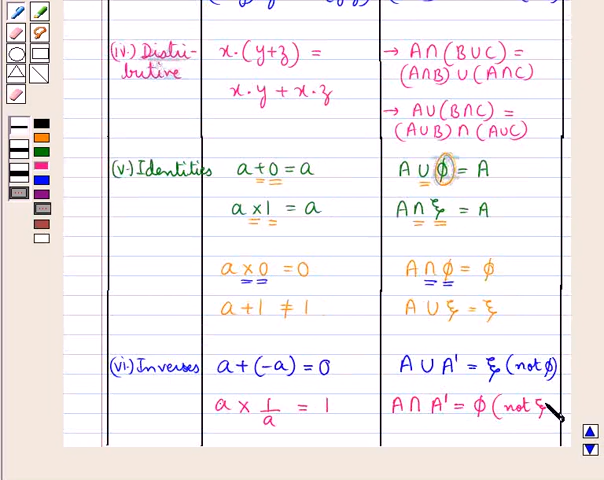 (iv.) Distri-
butive
x·(y+z) =
x·y + x·z
→ A∩(B∪C) =
(A∩B) ∪ (A∩C)
→ A∪(B∩C) =
(A∪B) ∩ (A∪C)
(v.) Identities
a + 0 = a
A ∪ ϕ = A
a × 1 = a
A ∩ ξ = A
a × 0 = 0
A ∩ ϕ = ϕ
a + 1 ≠ 1
A ∪ ξ = ξ
(vi.) Inverses
a + (-a) = 0
A ∪ A' = ξ (not ϕ)
a × 1/a = 1
A ∩ A' = ϕ (not ξ